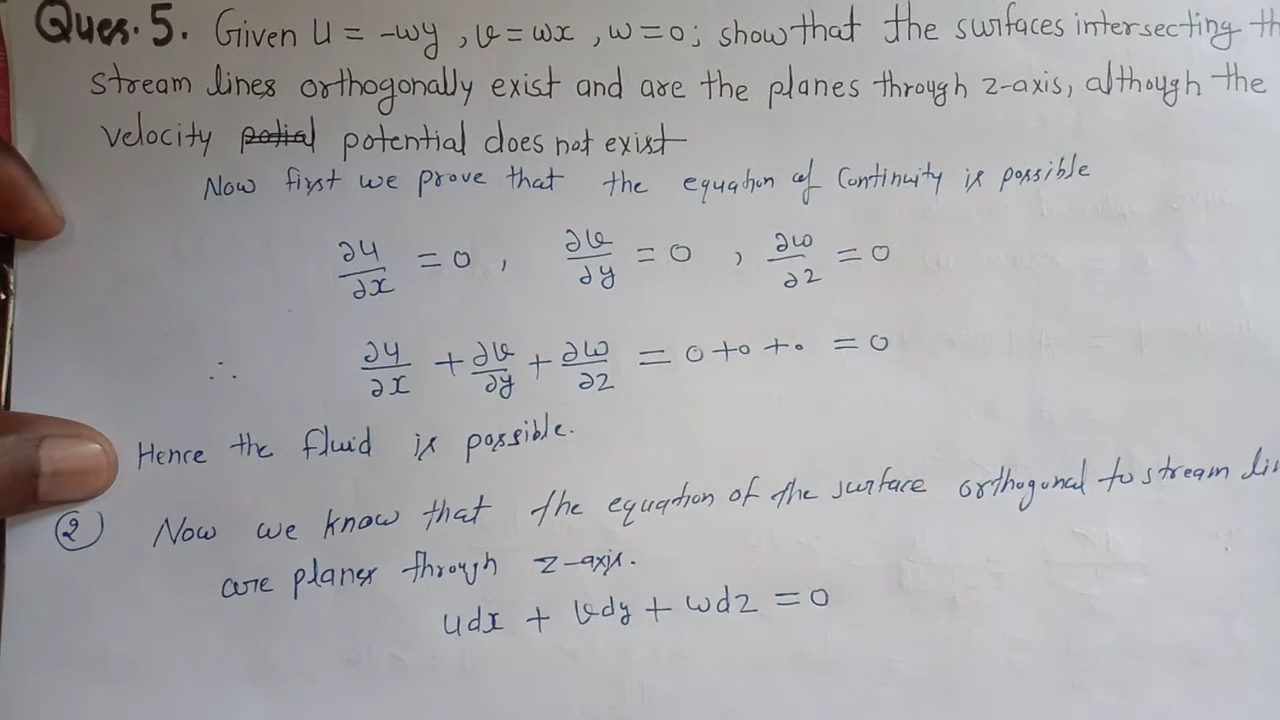 Ques. 5. Given u = -wy , v = wx , w = 0; show that the surfaces intersecting th
stream lines orthogonally exist and are the planes through z-axis, although the
velocity potential does not exist
Now first we prove that the equation of Continuity is possible
∂u/∂x = 0 , ∂v/∂y = 0 , ∂w/∂z = 0
∴ ∂u/∂x + ∂v/∂y + ∂w/∂z = 0 + 0 + 0 = 0
Hence the fluid is possible.
② Now we know that the equation of the surface orthogonal to stream lin
are planes through z-axis.
udx + vdy + wdz = 0